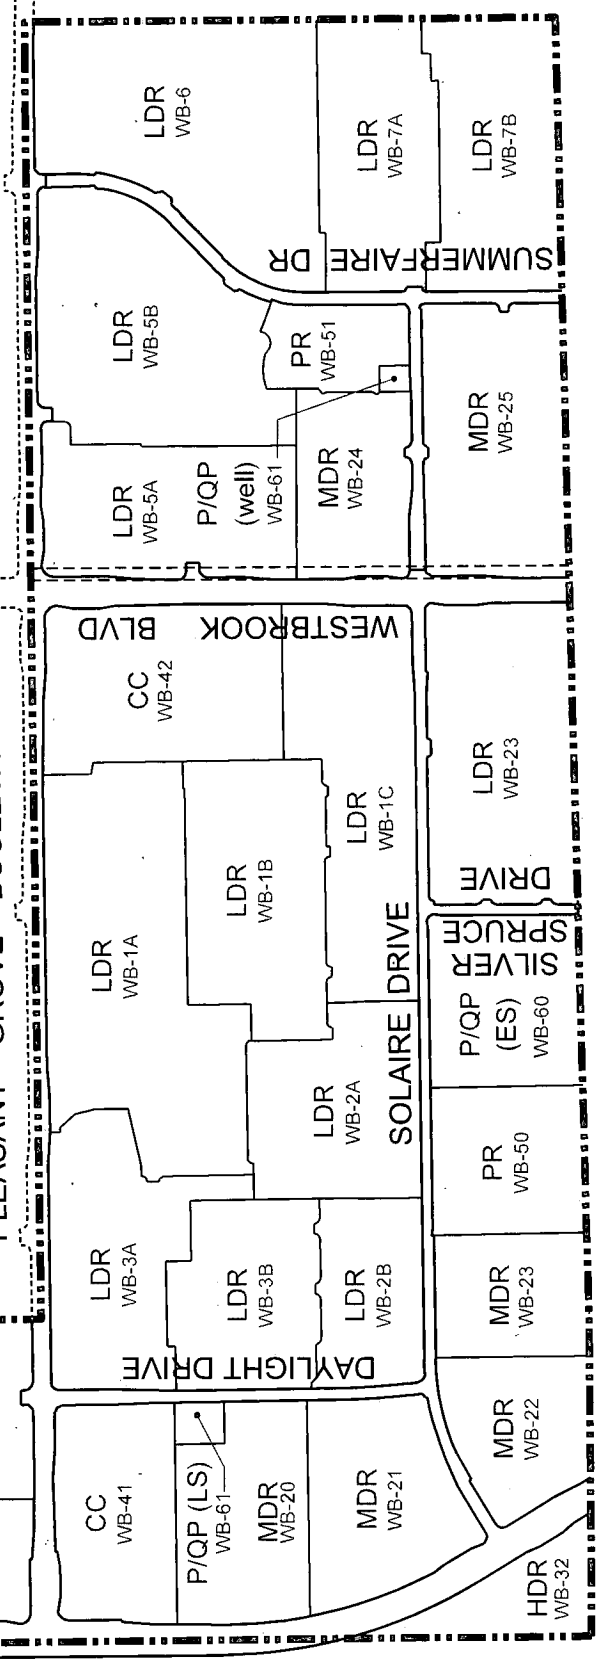 LDR
WB-6
LDR
WB-7A
LDR
WB-7B
SUMMERFAIRE DR
LDR
WB-5B
PR
WB-51
MDR
WB-25
LDR
WB-5A
P/QP
(well)
WB-61
MDR
WB-24
WESTBROOK BLVD
CC
WB-42
LDR
WB-23
LDR
WB-1C
LDR
WB-1B
DRIVE
SILVER
SPRUCE
LDR
WB-1A
SOLAIRE DRIVE
P/QP
(ES)
WB-60
LDR
WB-2A
PR
WB-50
LDR
WB-3A
LDR
WB-3B
LDR
WB-2B
MDR
WB-23
DAYLIGHT DRIVE
MDR
WB-22
CC
WB-41
P/QP (LS)
WB-61
MDR
WB-20
MDR
WB-21
HDR
WB-32